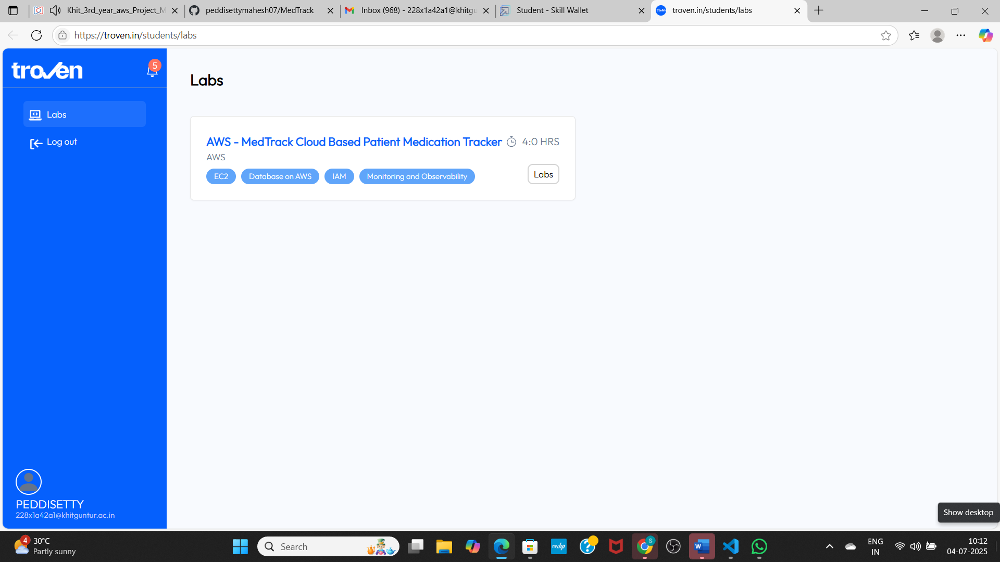 Khit_3rd_year_aws_Project_M
peddisettymahesh07/MedTrack
Inbox (968) - 228x1a42a1@khitgu
Student - Skill Wallet
troven.in/students/labs
https://troven.in/students/labs
troven
5
Labs
Log out
Labs
AWS - MedTrack Cloud Based Patient Medication Tracker
4:0 HRS
AWS
EC2
Database on AWS
IAM
Monitoring and Observability
Labs
PEDDISETTY
228x1a42a1@khitguntur.ac.in
Show desktop
4
30°C
Partly sunny
Search
myhp
S
W
ENG
IN
10:12
04-07-2025